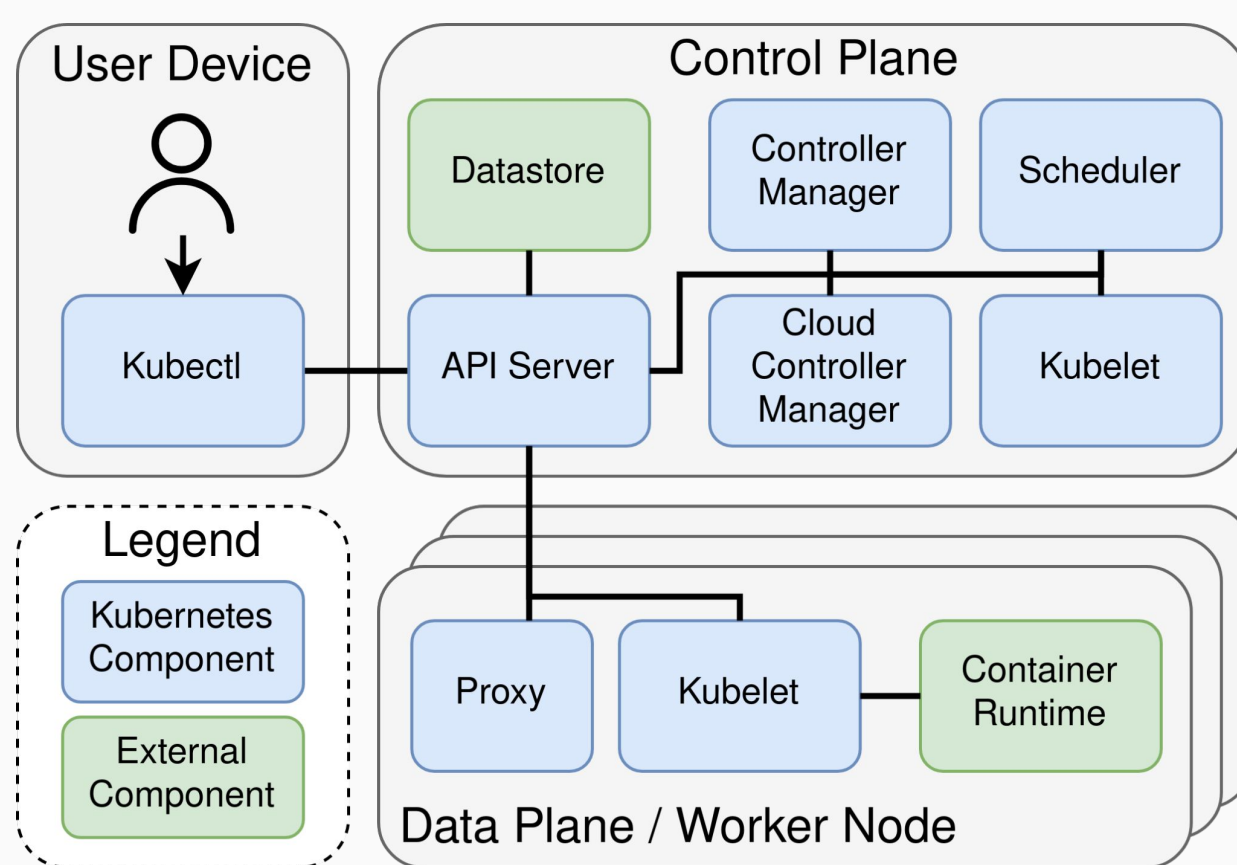 User Device
Kubectl
Control Plane
Datastore
Controller
Manager
Scheduler
API Server
Cloud
Controller
Manager
Kubelet
Legend
Kubernetes
Component
External
Component
Proxy
Kubelet
Container
Runtime
Data Plane / Worker Node